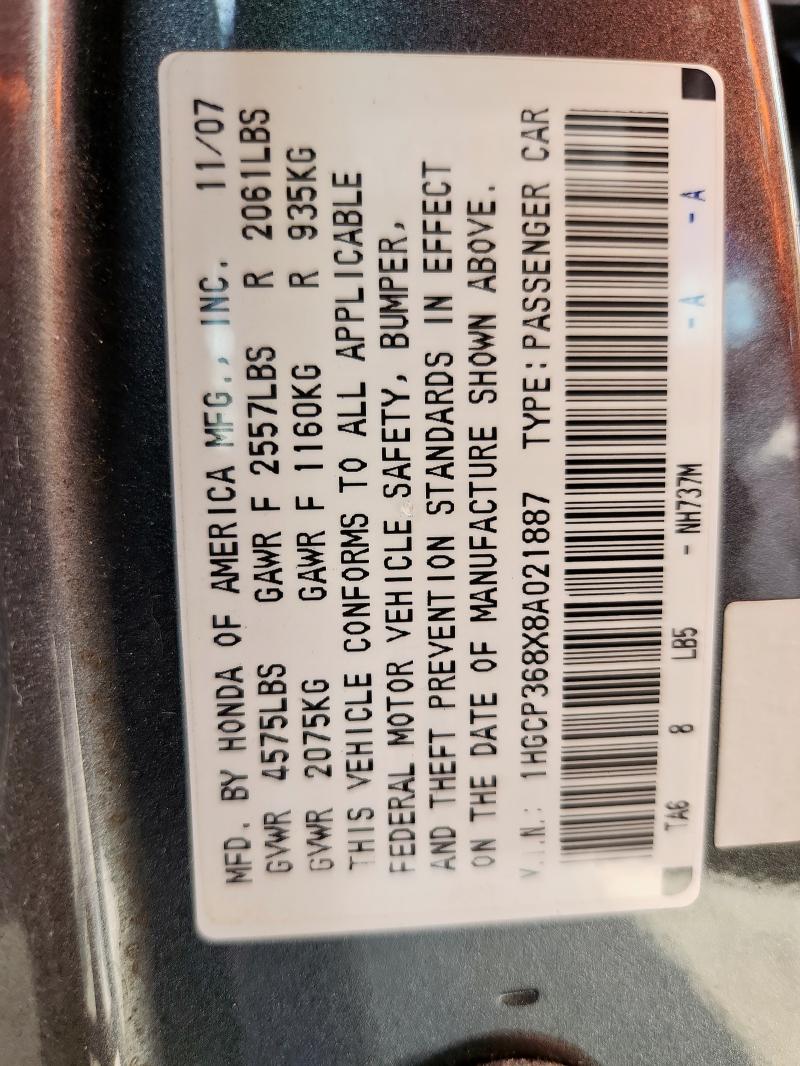 MFD. BY HONDA OF AMERICA MFG., INC. 11/07
GVWR 4575LBS GAWR F 2557LBS R 2061LBS
GVWR 2075KG GAWR F 1160KG R 935KG
THIS VEHICLE CONFORMS TO ALL APPLICABLE
FEDERAL MOTOR VEHICLE SAFETY, BUMPER,
AND THEFT PREVENTION STANDARDS IN EFFECT
ON THE DATE OF MANUFACTURE SHOWN ABOVE.
V.I.N.: 1HGCP368X8A021887 TYPE: PASSENGER CAR
TA6 8 LB5 - NH737M - A - A